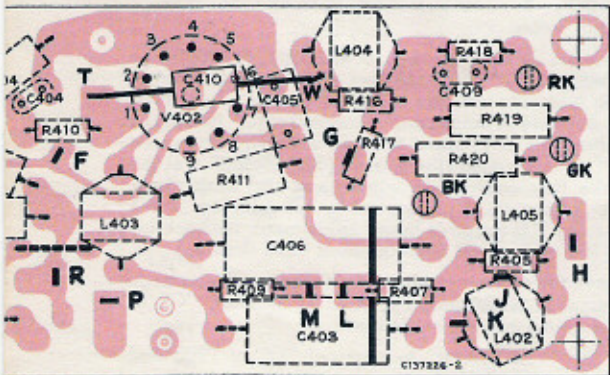 4
3
5
L404
R418
2
C410
6
T
C404
C405
W
R416
C409
RK
1
V402
R410
R419
7
G
R417
F
8
9
R420
GK
R411
BK
L403
L405
C406
I
R405
H
I R
R409
R407
P
J
M
L
K
C403
L402
C137226-2